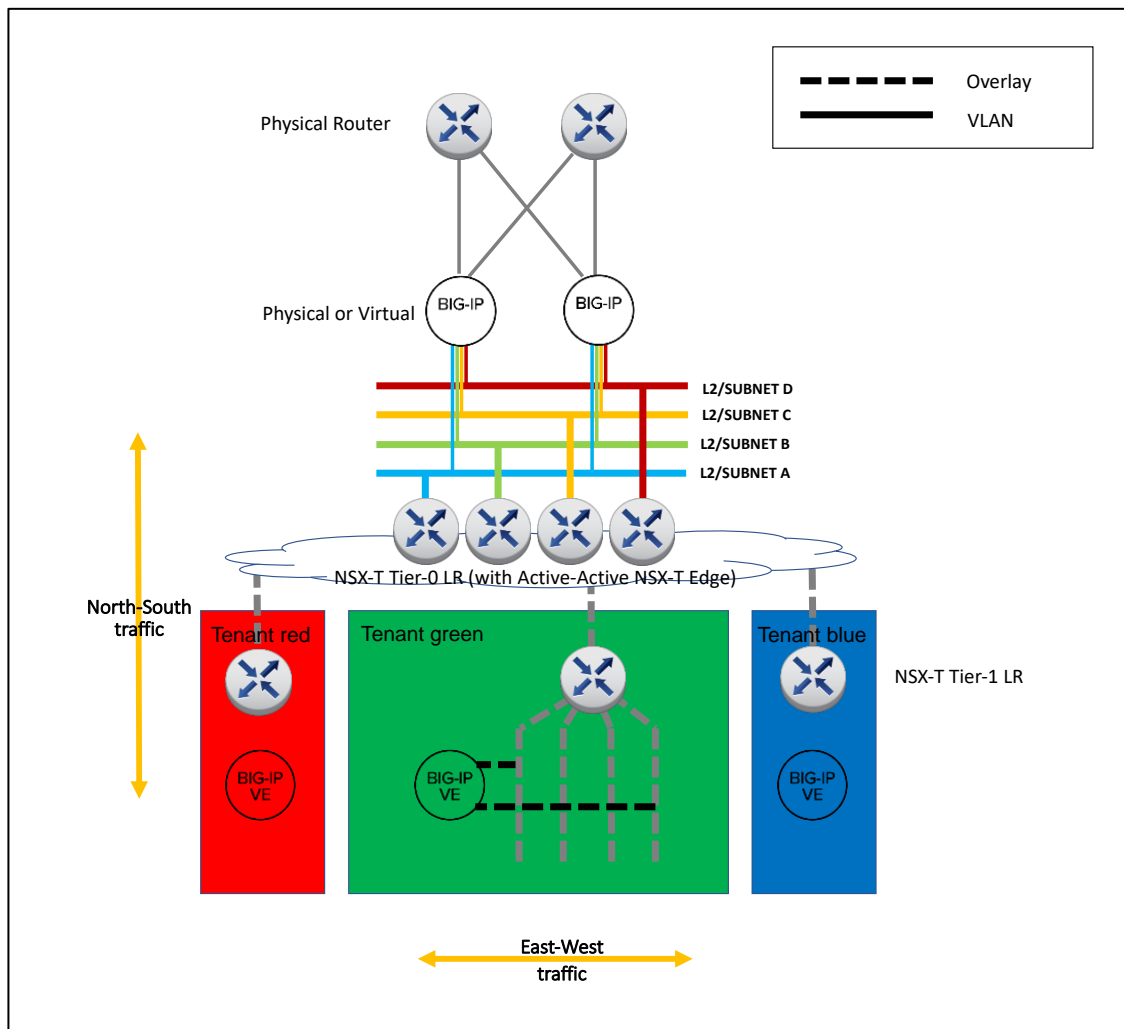 Overlay
VLAN
Physical Router
Physical or Virtual
BIG-IP
BIG-IP
L2/SUBNET D
L2/SUBNET C
L2/SUBNET B
L2/SUBNET A
NSX-T Tier-0 LR (with Active-Active NSX-T Edge)
North-South
traffic
Tenant red
Tenant green
Tenant blue
NSX-T Tier-1 LR
BIG-IP
VE
BIG-IP
VE
BIG-IP
VE
East-West
traffic